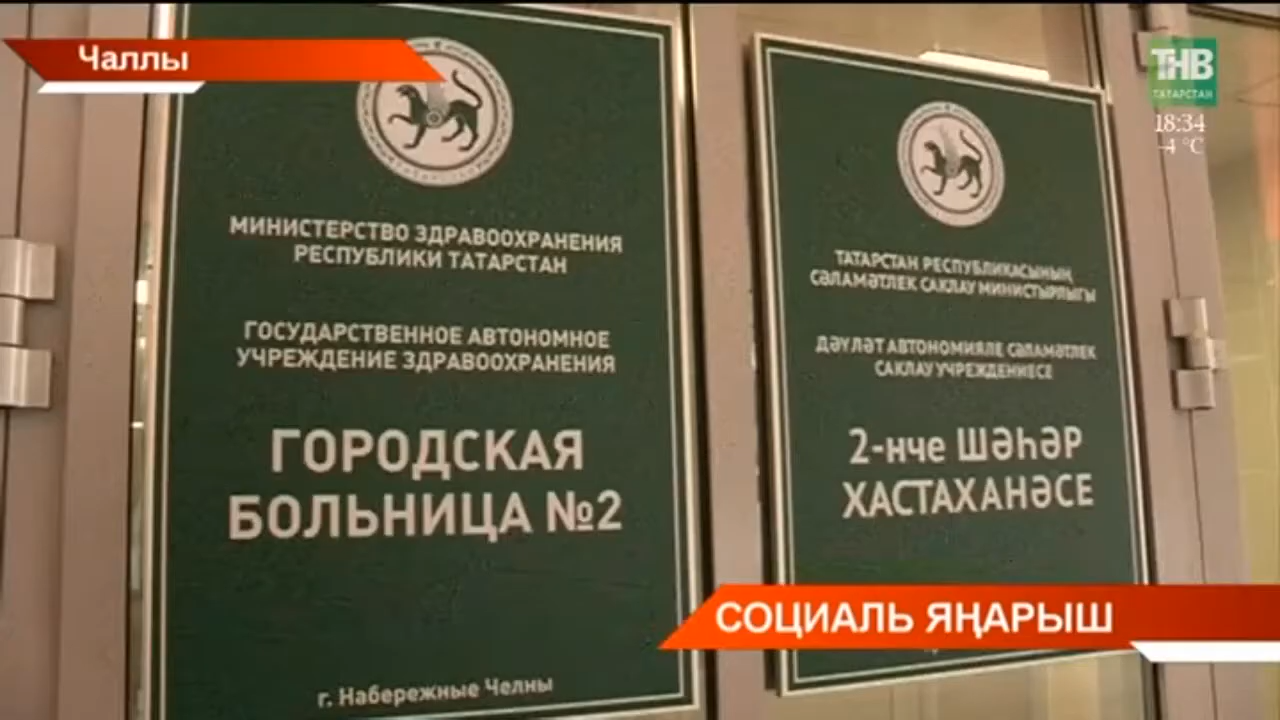 Чаллы
ТНВ
ТАТАРСТАН
18:34
-4 °C
МИНИСТЕРСТВО ЗДРАВООХРАНЕНИЯ
РЕСПУБЛИКИ ТАТАРСТАН
ГОСУДАРСТВЕННОЕ АВТОНОМНОЕ
УЧРЕЖДЕНИЕ ЗДРАВООХРАНЕНИЯ
ГОРОДСКАЯ
БОЛЬНИЦА №2
г. Набережные Челны
ТАТАРСТАН РЕСПУБЛИКАСЫНЫҢ
СӘЛАМӘТЛЕК САКЛАУ МИНИСТЫРЛЫГЫ
ДӘҮЛӘТ АВТОНОМИЯЛЕ СӘЛАМӘТЛЕК
САКЛАУ УЧРЕЖДЕНИЕСЕ
2-нче ШӘҺӘР
ХАСТАХАНӘСЕ
СОЦИАЛЬ ЯҢАРЫШ